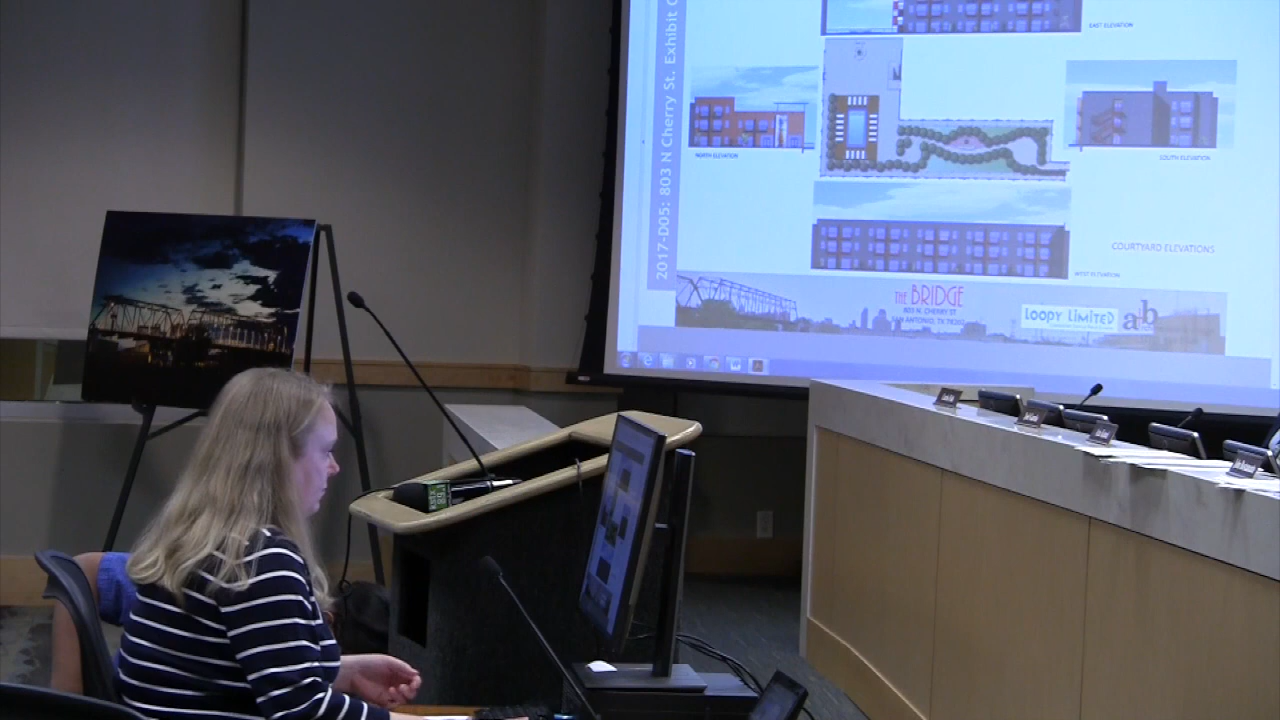 2017-D05: 803 N Cherry St. Exhibit
EAST ELEVATION
NORTH ELEVATION
SOUTH ELEVATION
COURTYARD ELEVATIONS
WEST ELEVATION
THE BRIDGE
803 N. CHERRY ST
SAN ANTONIO, TX 78202
LOOPY LIMITED
a b